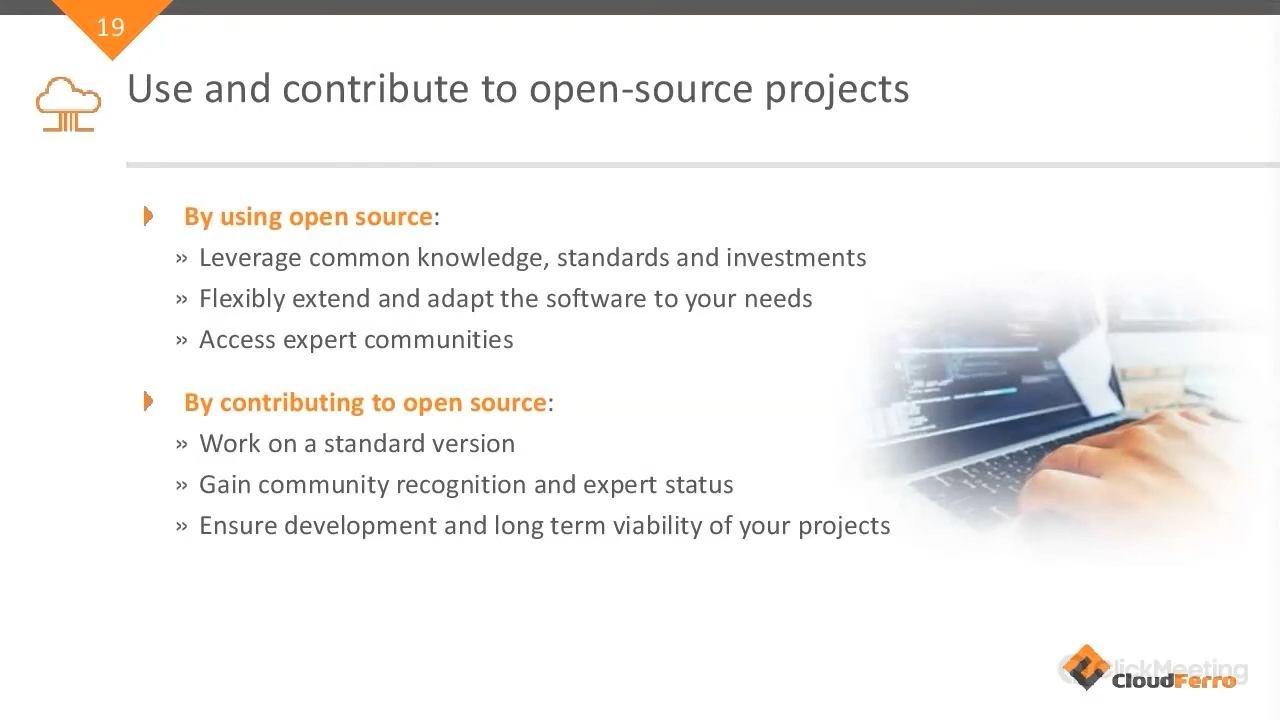 19
Use and contribute to open-source projects
By using open source:
» Leverage common knowledge, standards and investments
» Flexibly extend and adapt the software to your needs
» Access expert communities
By contributing to open source:
» Work on a standard version
» Gain community recognition and expert status
» Ensure development and long term viability of your projects
ClickMeeting
CloudFerro